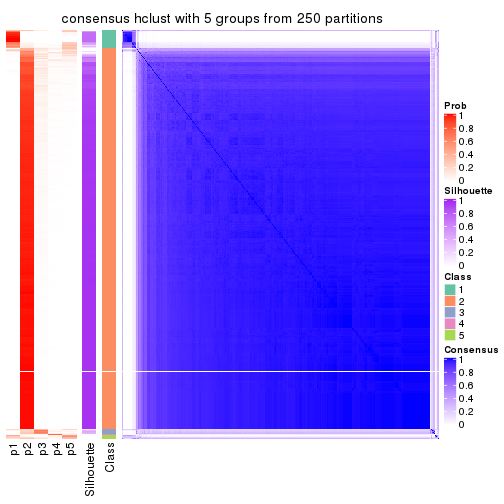 consensus hclust with 5 groups from 250 partitions
Prob
1
0.8
0.6
0.4
0.2
0
Silhouette
1
0.8
0.6
0.4
0.2
0
Class
1
2
3
4
5
Consensus
1
0.8
0.6
0.4
0.2
0
p1
p2
p3
p4
p5
Silhouette
Class